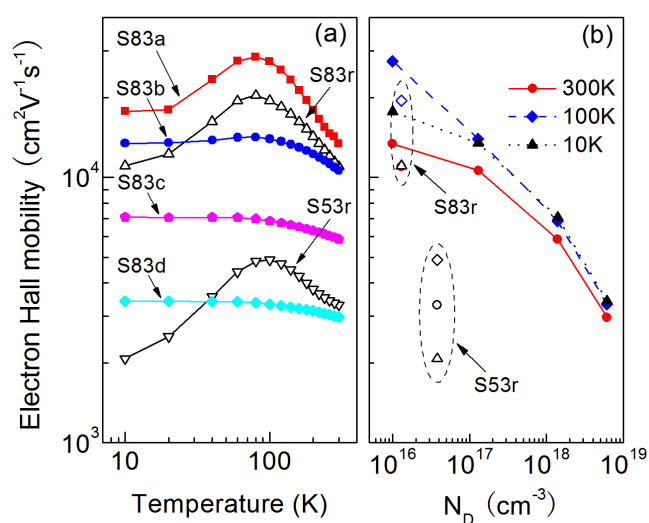 Electron Hall mobility (cm²V⁻¹s⁻¹)
10⁴
10³
(a)
S83a
S83r
S83b
S83c
S53r
S83d
10
100
Temperature (K)
(b)
300K
100K
10K
S83r
S53r
10¹⁶
10¹⁷
10¹⁸
10¹⁹
N_D (cm⁻³)